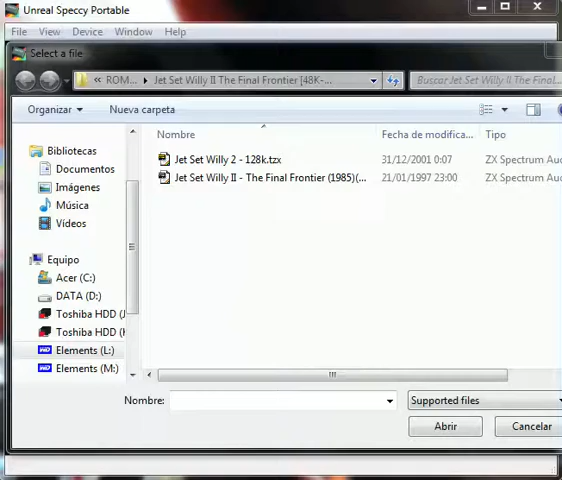 Unreal Speccy Portable
File View Device Window Help
Select a file
« ROM... ▸ Jet Set Willy II The Final Frontier [48K-...
Buscar Jet Set Willy II The Final...
Organizar Nueva carpeta
Nombre Fecha de modifica... Tipo
Bibliotecas
Jet Set Willy 2 - 128k.tzx 31/12/2001 0:07 ZX Spectrum Au
Documentos
Jet Set Willy II - The Final Frontier (1985)(... 21/01/1997 23:00 ZX Spectrum Au
Imágenes
Música
Vídeos
Equipo
Acer (C:)
DATA (D:)
Toshiba HDD (J
Toshiba HDD (K
Elements (L:)
Elements (M:)
Nombre: Supported files
Abrir Cancelar